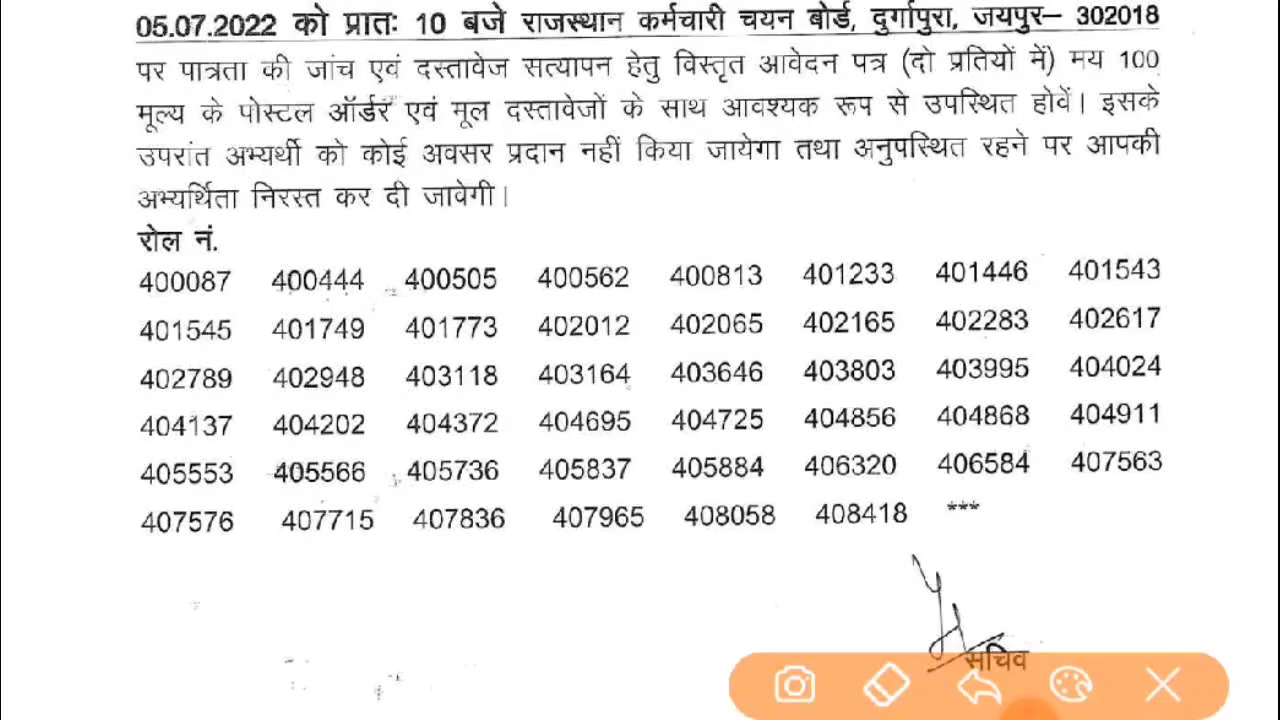 05.07.2022 को प्रातः 10 बजे राजस्थान कर्मचारी चयन बोर्ड, दुर्गापुरा, जयपुर– 302018
पर पात्रता की जांच एवं दस्तावेज सत्यापन हेतु विस्तृत आवेदन पत्र (दो प्रतियों में) मय 100
मूल्य के पोस्टल ऑर्डर एवं मूल दस्तावेजों के साथ आवश्यक रूप से उपस्थित होवें। इसके
उपरांत अभ्यर्थी को कोई अवसर प्रदान नहीं किया जायेगा तथा अनुपस्थित रहने पर आपकी
अभ्यर्थिता निरस्त कर दी जावेगी।
रोल नं.
400087 400444 400505 400562 400813 401233 401446 401543
401545 401749 401773 402012 402065 402165 402283 402617
402789 402948 403118 403164 403646 403803 403995 404024
404137 404202 404372 404695 404725 404856 404868 404911
405553 405566 405736 405837 405884 406320 406584 407563
407576 407715 407836 407965 408058 408418 ***
सचिव